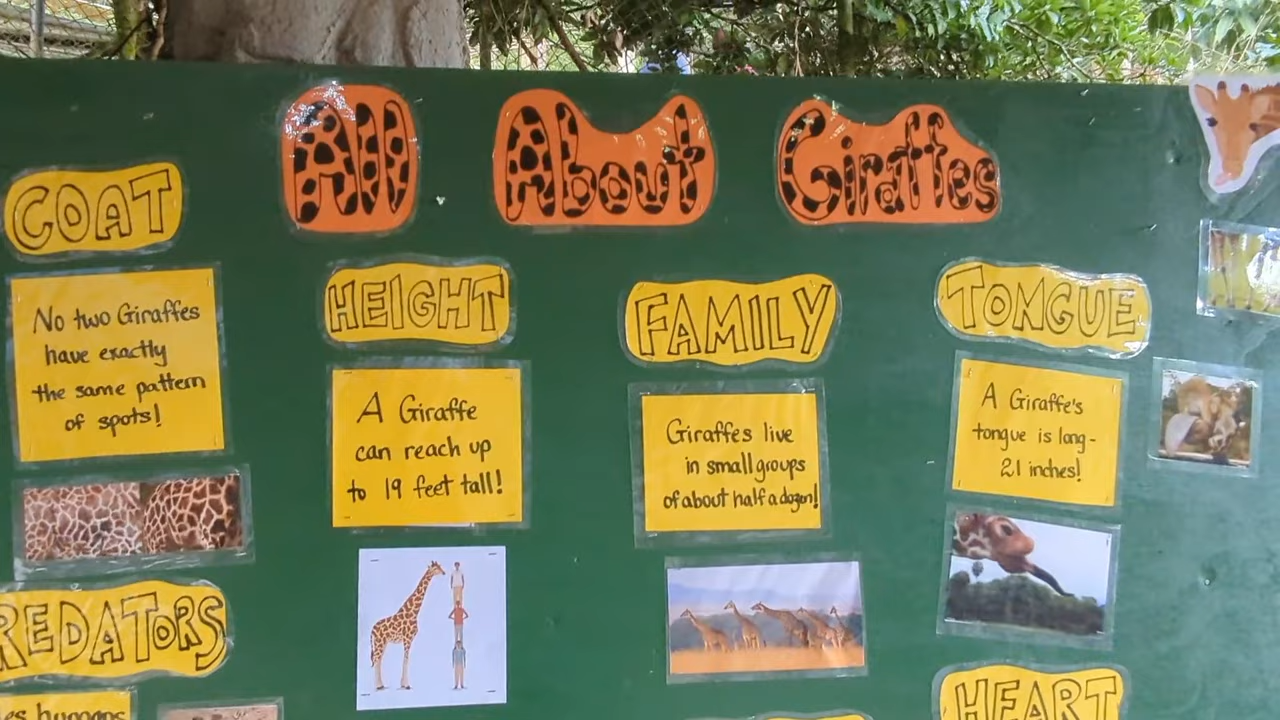 All About Giraffes
COAT
No two Giraffes
have exactly
the same pattern
of spots!
HEIGHT
A Giraffe
can reach up
to 19 feet tall!
FAMILY
Giraffes live
in small groups
of about half a dozen!
TONGUE
A Giraffe's
tongue is long-
21 inches!
REDATORS
humans
HEART